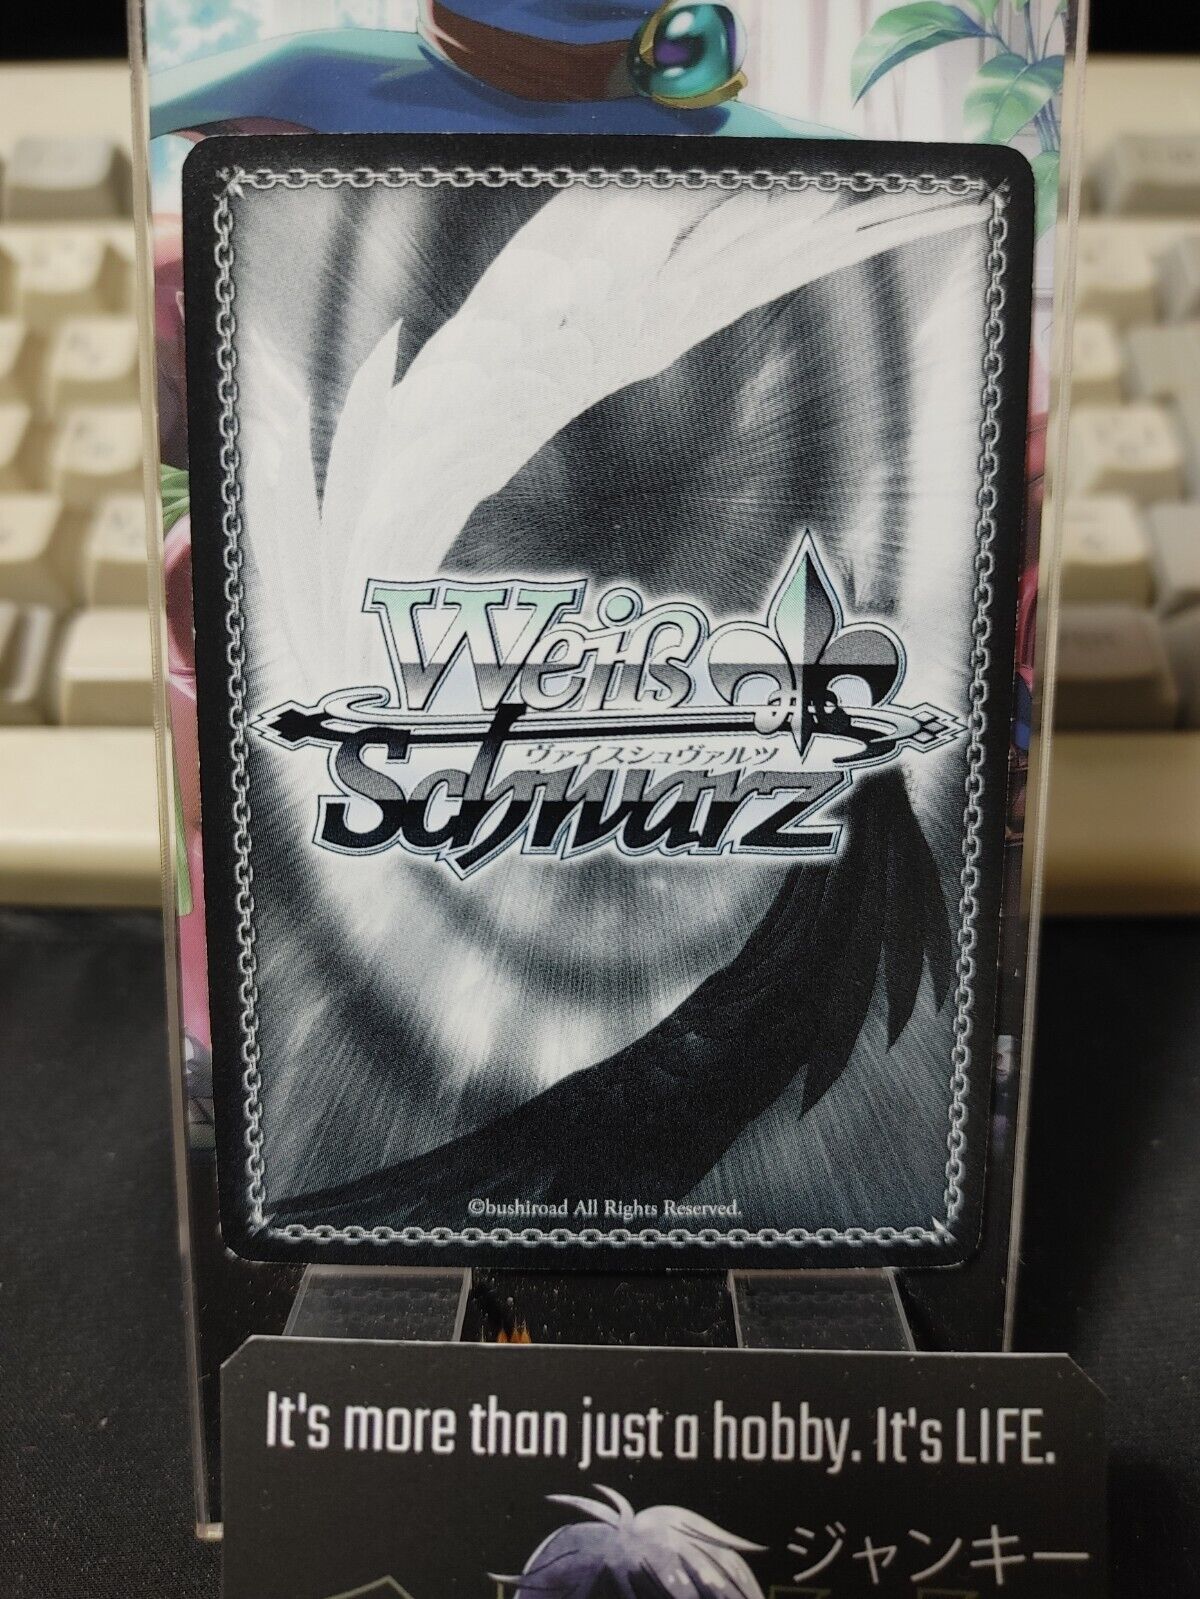 Weiß
ヴァイスシュヴァルツ
Schwarz
©bushiroad All Rights Reserved.
It's more than just a hobby. It's LIFE.
ジャンキー